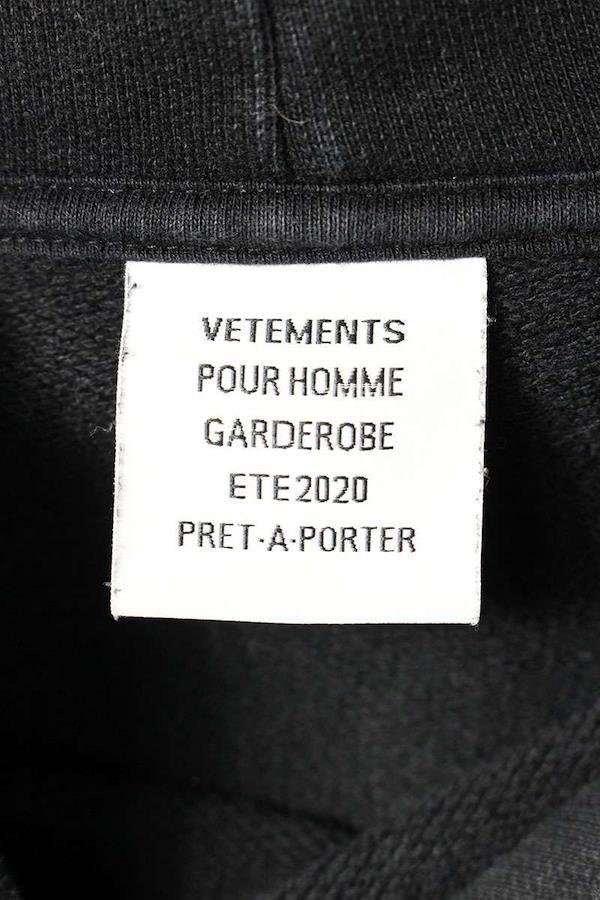 VETEMENTS
POUR HOMME
GARDEROBE
ETE 2020
PRET·A·PORTER